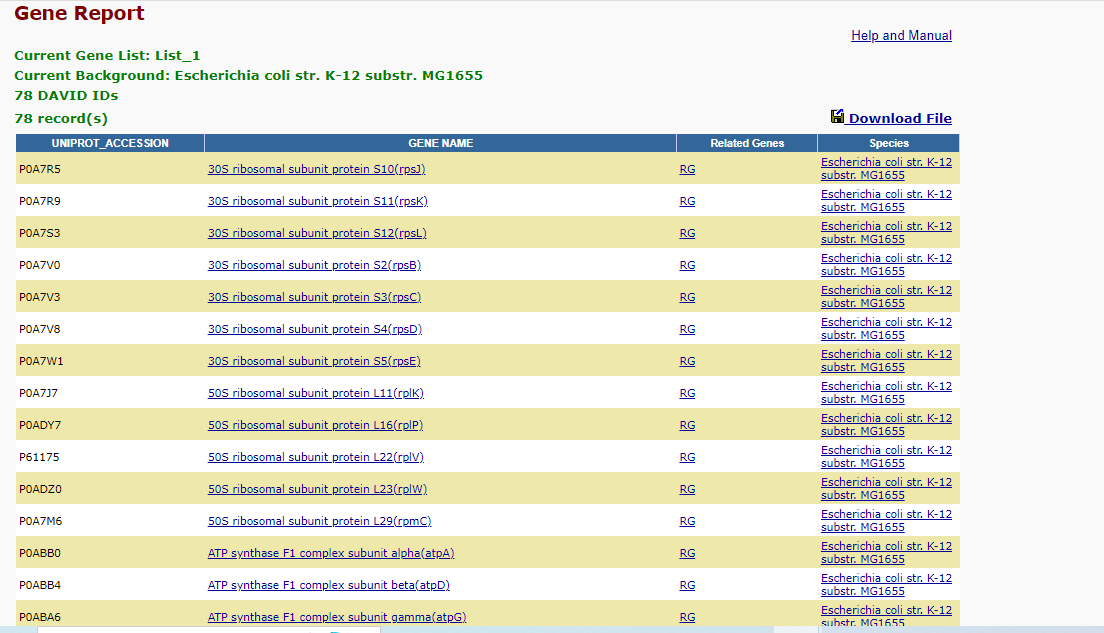 Gene Report
Help and Manual
Current Gene List: List_1
Current Background: Escherichia coli str. K-12 substr. MG1655
78 DAVID IDs
78 record(s)
Download File
UNIPROT_ACCESSION GENE NAME Related Genes Species
P0A7R5 30S ribosomal subunit protein S10(rpsJ) RG Escherichia coli str. K-12
substr. MG1655
P0A7R9 30S ribosomal subunit protein S11(rpsK) RG Escherichia coli str. K-12
substr. MG1655
P0A7S3 30S ribosomal subunit protein S12(rpsL) RG Escherichia coli str. K-12
substr. MG1655
P0A7V0 30S ribosomal subunit protein S2(rpsB) RG Escherichia coli str. K-12
substr. MG1655
P0A7V3 30S ribosomal subunit protein S3(rpsC) RG Escherichia coli str. K-12
substr. MG1655
P0A7V8 30S ribosomal subunit protein S4(rpsD) RG Escherichia coli str. K-12
substr. MG1655
P0A7W1 30S ribosomal subunit protein S5(rpsE) RG Escherichia coli str. K-12
substr. MG1655
P0A7J7 50S ribosomal subunit protein L11(rplK) RG Escherichia coli str. K-12
substr. MG1655
P0ADY7 50S ribosomal subunit protein L16(rplP) RG Escherichia coli str. K-12
substr. MG1655
P61175 50S ribosomal subunit protein L22(rplV) RG Escherichia coli str. K-12
substr. MG1655
P0ADZ0 50S ribosomal subunit protein L23(rplW) RG Escherichia coli str. K-12
substr. MG1655
P0A7M6 50S ribosomal subunit protein L29(rpmC) RG Escherichia coli str. K-12
substr. MG1655
P0ABB0 ATP synthase F1 complex subunit alpha(atpA) RG Escherichia coli str. K-12
substr. MG1655
P0ABB4 ATP synthase F1 complex subunit beta(atpD) RG Escherichia coli str. K-12
substr. MG1655
P0ABA6 ATP synthase F1 complex subunit gamma(atpG) RG Escherichia coli str. K-12
substr. MG1655